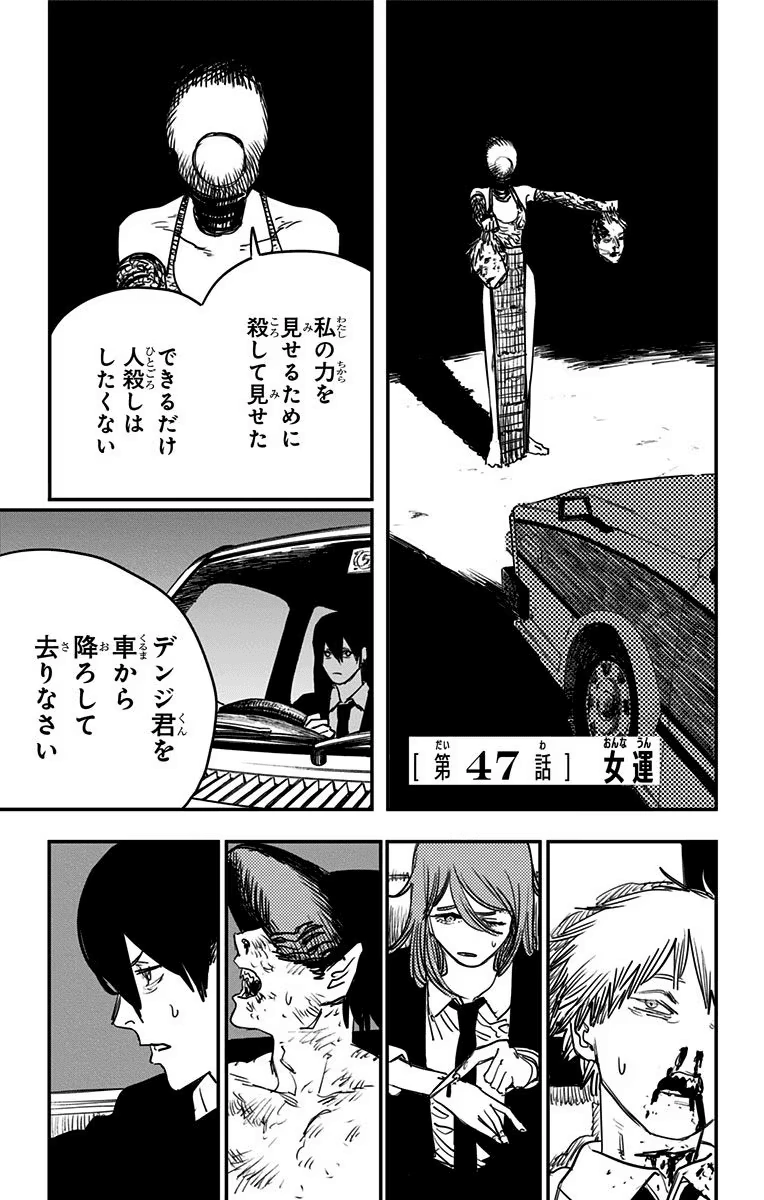 [第47話] 女運
私の力を
見せるために
殺して見せた
できるだけ
人殺しは
したくない
デンジ君を
車から
降ろして
去りなさい